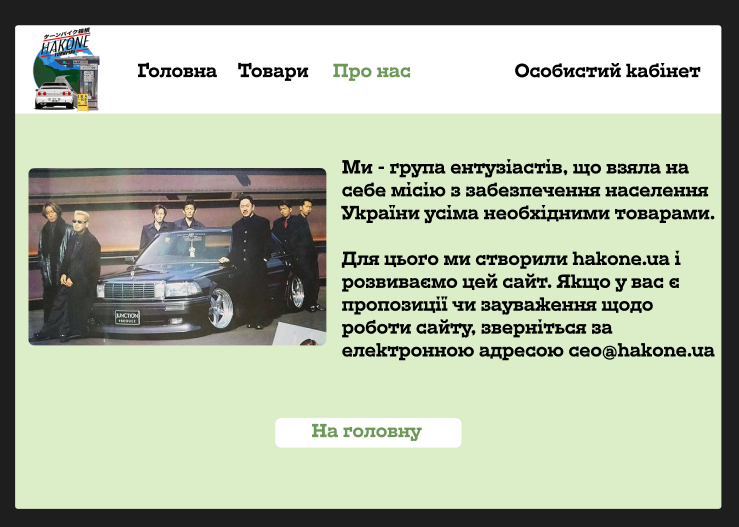 ターンパイク箱根
HAKONE
Головна
Товари
Про нас
Особистий кабінет
Ми - група ентузіастів, що взяла на
себе місію з забезпечення населення
України усіма необхідними товарами.
Для цього ми створили hakone.ua і
розвиваємо цей сайт. Якщо у вас є
пропозиції чи зауваження щодо
роботи сайту, зверніться за
електронною адресою ceo@hakone.ua
JUNCTION
PRODUCE
На головну